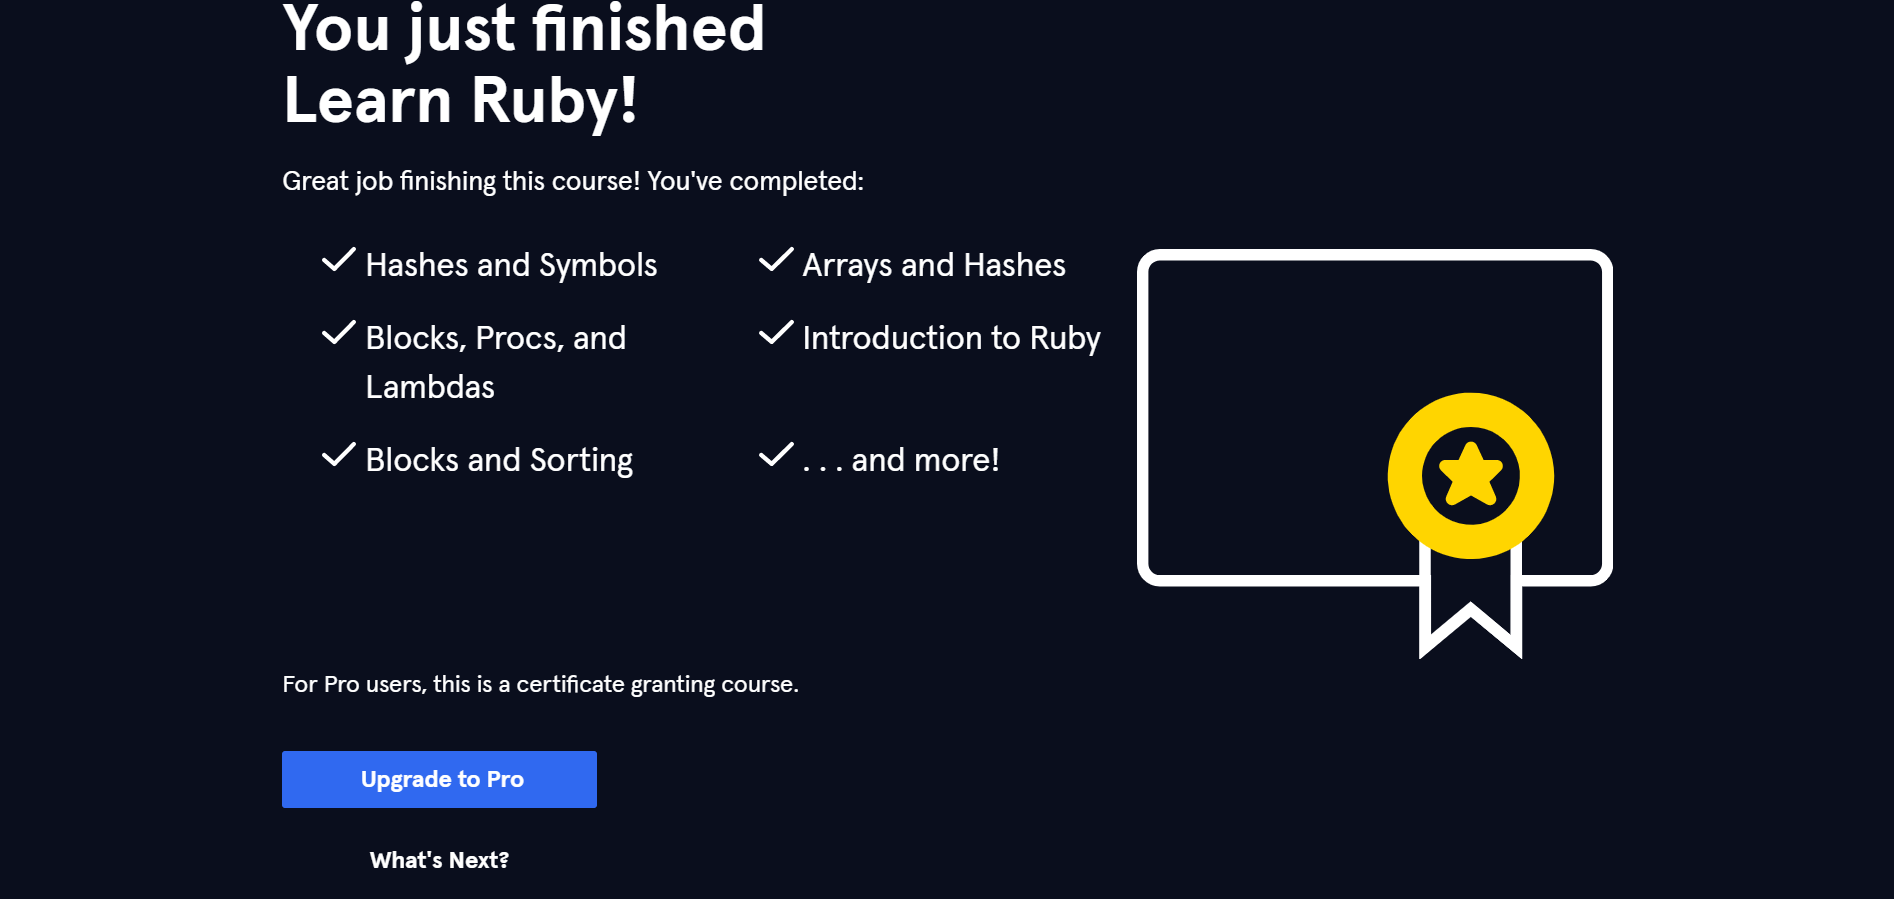 You just finished
Learn Ruby!
Great job finishing this course! You've completed:
Hashes and Symbols
Arrays and Hashes
Blocks, Procs, and
Lambdas
Introduction to Ruby
Blocks and Sorting
. . . and more!
For Pro users, this is a certificate granting course.
Upgrade to Pro
What's Next?